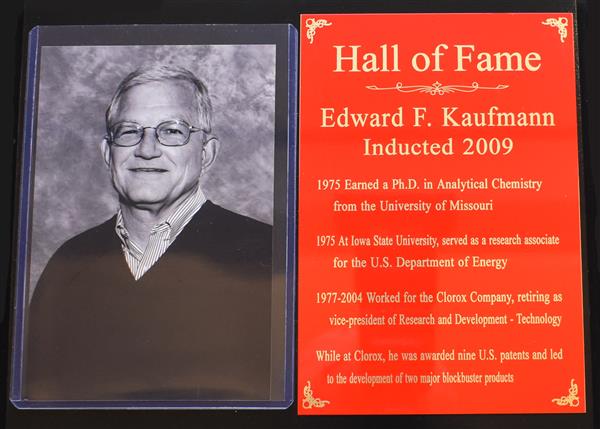 Hall of Fame
Edward F. Kaufmann
Inducted 2009
1975 Earned a Ph.D. in Analytical Chemistry
from the University of Missouri
1975 At Iowa State University, served as a research associate
for the U.S. Department of Energy
1977-2004 Worked for the Clorox Company, retiring as
vice-president of Research and Development - Technology
While at Clorox, he was awarded nine U.S. patents and led
to the development of two major blockbuster products